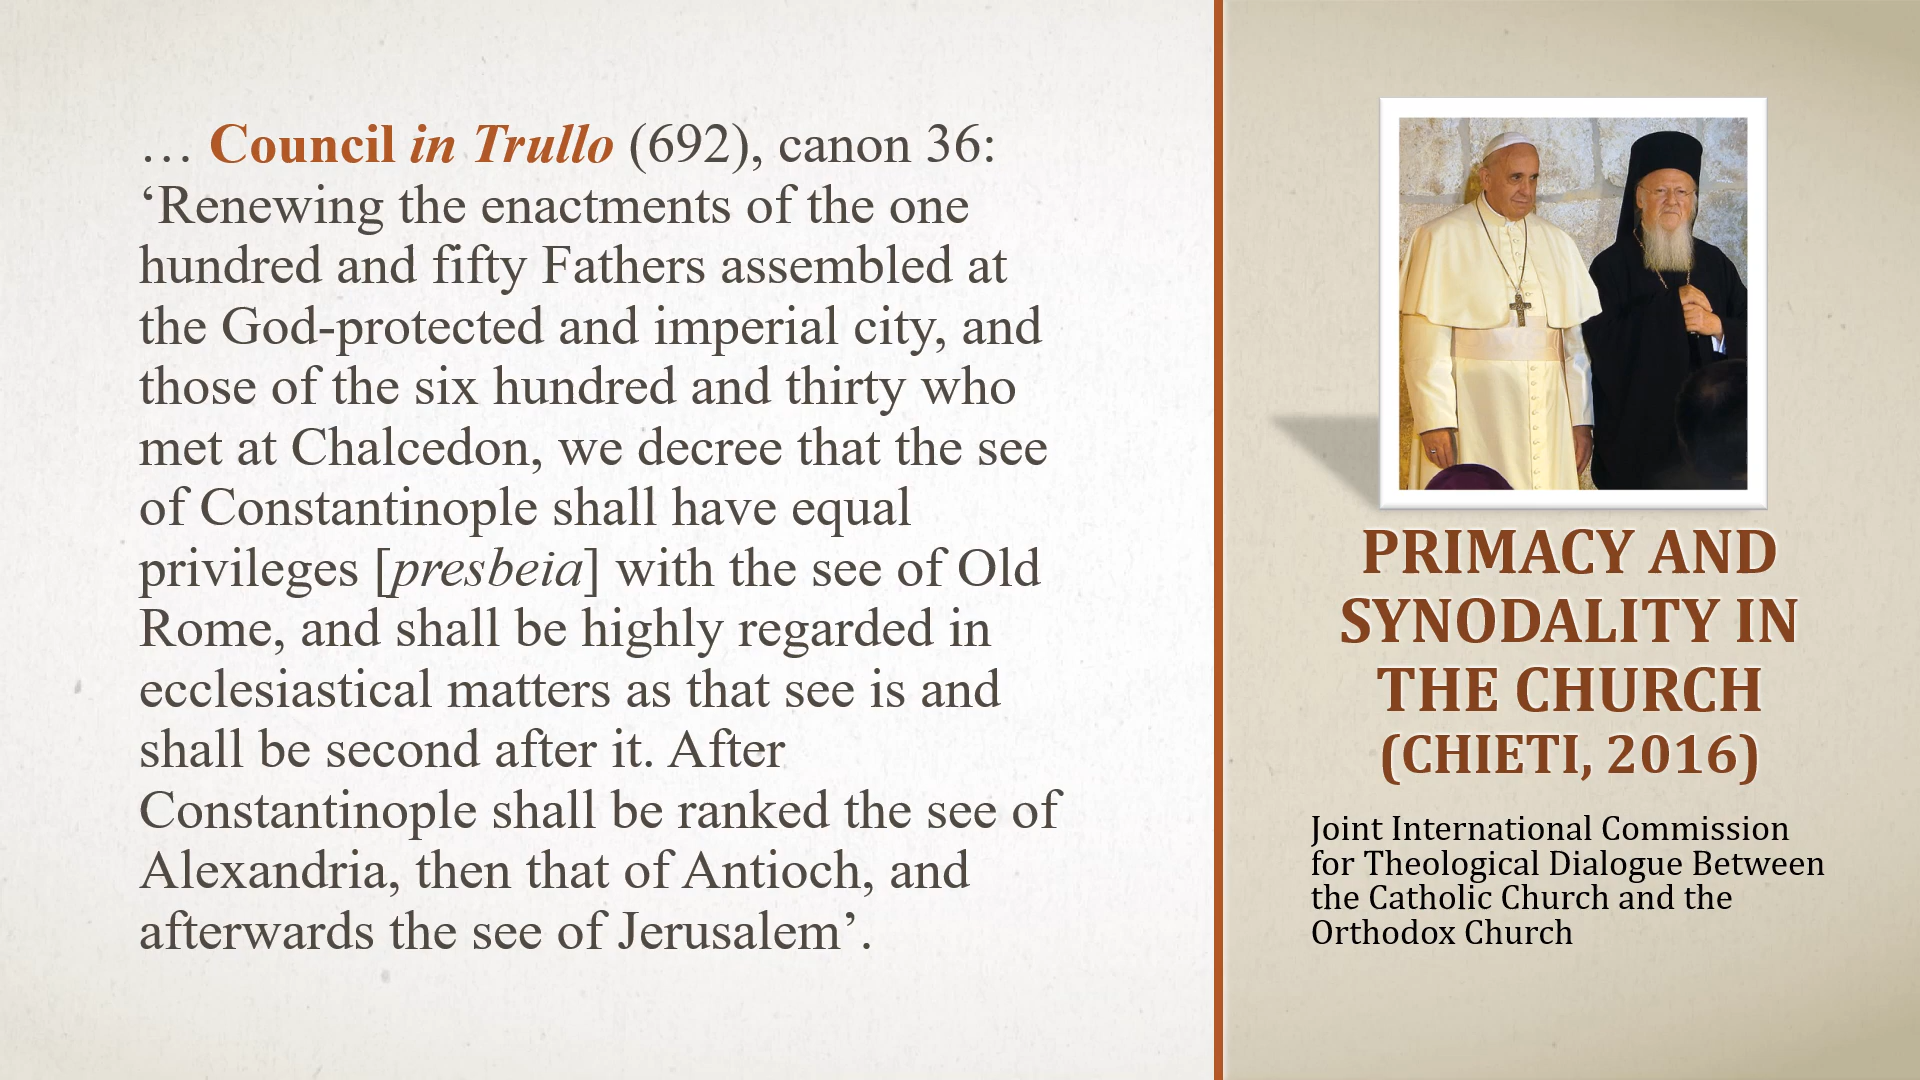 … Council in Trullo (692), canon 36:
‘Renewing the enactments of the one
hundred and fifty Fathers assembled at
the God-protected and imperial city, and
those of the six hundred and thirty who
met at Chalcedon, we decree that the see
of Constantinople shall have equal
privileges [presbeia] with the see of Old
Rome, and shall be highly regarded in
ecclesiastical matters as that see is and
shall be second after it. After
Constantinople shall be ranked the see of
Alexandria, then that of Antioch, and
afterwards the see of Jerusalem’.
PRIMACY AND
SYNODALITY IN
THE CHURCH
(CHIETI, 2016)
Joint International Commission
for Theological Dialogue Between
the Catholic Church and the
Orthodox Church